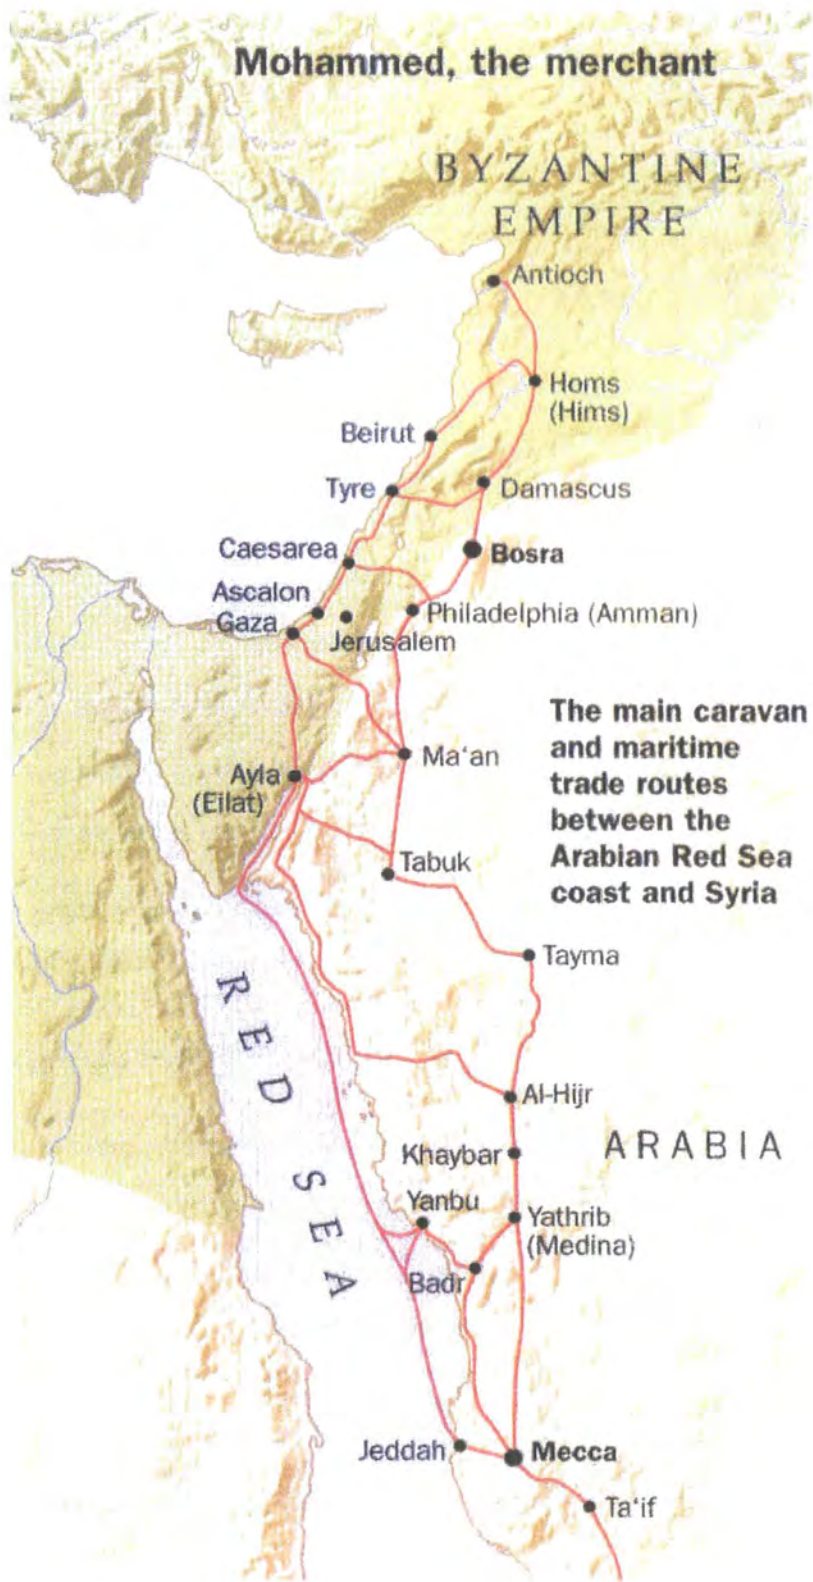 Mohammed, the merchant
BYZANTINE
EMPIRE
Antioch
Homs
(Hims)
Beirut
Tyre
Damascus
Caesarea
Bosra
Ascalon
Gaza
Philadelphia (Amman)
Jerusalem
The main caravan
and maritime
trade routes
between the
Arabian Red Sea
coast and Syria
Ma‘an
Ayla
(Eilat)
Tabuk
Tayma
RED SEA
Al-Hijr
Khaybar
ARABIA
Yanbu
Yathrib
(Medina)
Badr
Jeddah
Mecca
Ta‘if